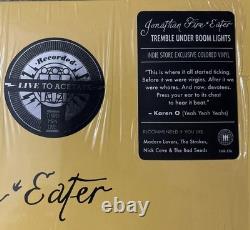 Jonathan Fire*Eater
TREMBLE UNDER BOOM LIGHTS
INDIE STORE EXCLUSIVE COLORED VINYL
"This is where it all started ticking.
Before it we were virgins. After it we
were whores. And now, devotees.
Press your ear to its chest
to hear it beat."
- Karen O (Yeah Yeah Yeahs)
RECOMMENDED IF YOU LIKE:
Modern Lovers, The Strokes,
Nick Cave & The Bad Seeds
Recorded
LIVE TO ACETATE
* Eater